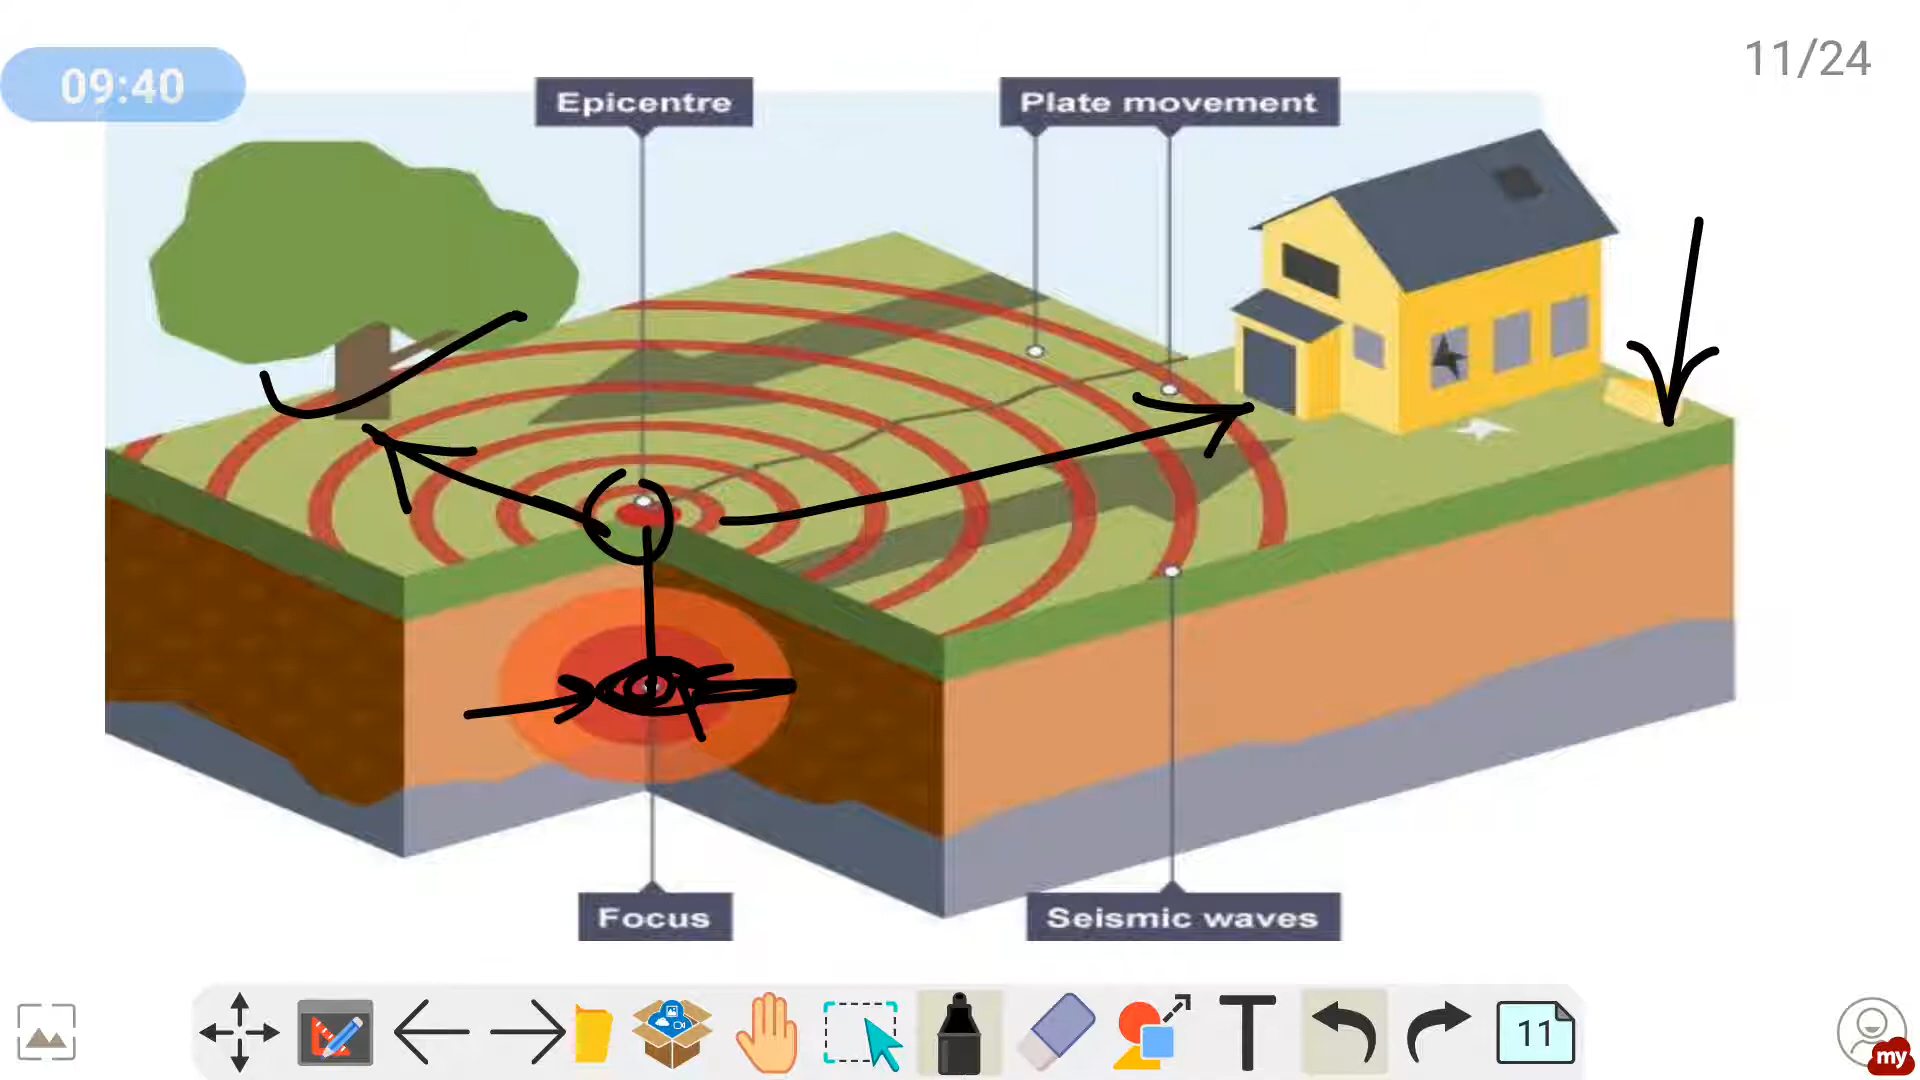 09:40
11/24
Epicentre
Plate movement
Focus
Seismic waves
T
11
my